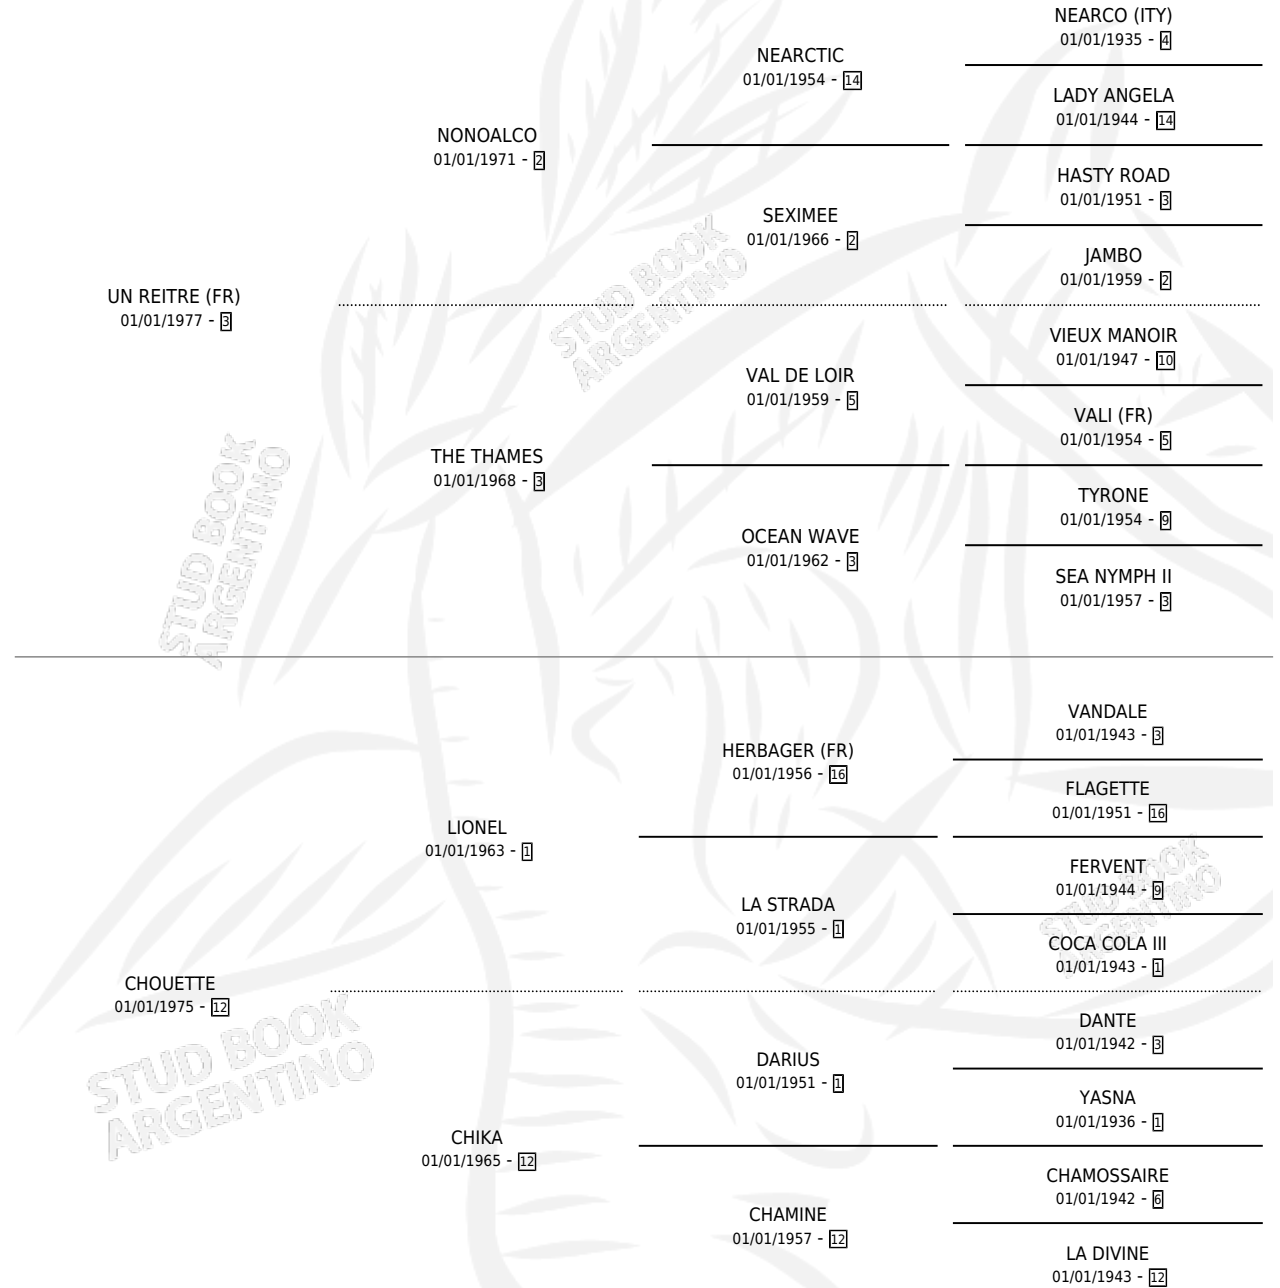 NEARCO (ITY)
01/01/1935 - 4
NEARCTIC
01/01/1954 - 14
LADY ANGELA
01/01/1944 - 14
NONOALCO
01/01/1971 - 2
HASTY ROAD
01/01/1951 - 3
SEXIMEE
01/01/1966 - 2
JAMBO
01/01/1959 - 2
UN REITRE (FR)
01/01/1977 - 3
STUD BOOK
ARGENTINO
VIEUX MANOIR
01/01/1947 - 10
VAL DE LOIR
01/01/1959 - 5
VALI (FR)
01/01/1954 - 5
THE THAMES
01/01/1968 - 3
STUD BOOK
ARGENTINO
TYRONE
01/01/1954 - 9
OCEAN WAVE
01/01/1962 - 3
SEA NYMPH II
01/01/1957 - 3
VANDALE
01/01/1943 - 3
HERBAGER (FR)
01/01/1956 - 16
FLAGETTE
01/01/1951 - 16
LIONEL
01/01/1963 - 1
FERVENT
01/01/1944 - 9
STUD BOOK
ARGENTINO
LA STRADA
01/01/1955 - 1
COCA COLA III
01/01/1943 - 1
CHOUETTE
01/01/1975 - 12
STUD BOOK
ARGENTINO
DANTE
01/01/1942 - 3
DARIUS
01/01/1951 - 1
YASNA
01/01/1936 - 1
CHIKA
01/01/1965 - 12
CHAMOSSAIRE
01/01/1942 - 6
CHAMINE
01/01/1957 - 12
LA DIVINE
01/01/1943 - 12